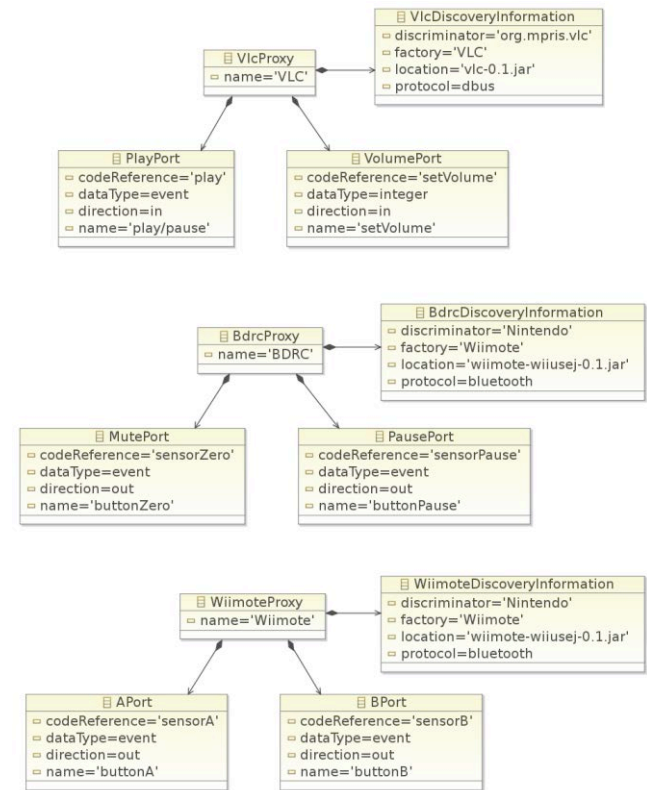 VlcDiscoveryInformation
discriminator='org.mpris.vlc'
factory='VLC'
location='vlc-0.1.jar'
protocol=dbus
VlcProxy
name='VLC'
PlayPort
codeReference='play'
dataType=event
direction=in
name='play/pause'
VolumePort
codeReference='setVolume'
dataType=integer
direction=in
name='setVolume'
BdrcDiscoveryInformation
discriminator='Nintendo'
factory='Wiimote'
location='wiimote-wiiusej-0.1.jar'
protocol=bluetooth
BdrcProxy
name='BDRC'
MutePort
codeReference='sensorZero'
dataType=event
direction=out
name='buttonZero'
PausePort
codeReference='sensorPause'
dataType=event
direction=out
name='buttonPause'
WiimoteDiscoveryInformation
discriminator='Nintendo'
factory='Wiimote'
location='wiimote-wiiusej-0.1.jar'
protocol=bluetooth
WiimoteProxy
name='Wiimote'
APort
codeReference='sensorA'
dataType=event
direction=out
name='buttonA'
BPort
codeReference='sensorB'
dataType=event
direction=out
name='buttonB'